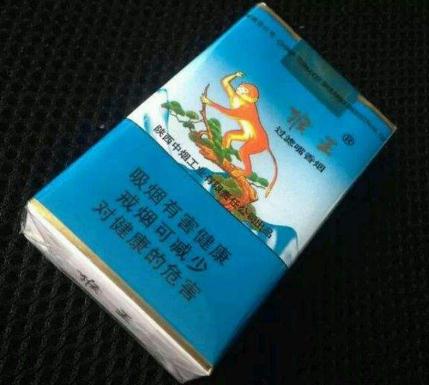 猴王®
过滤嘴香烟
陕西中烟工业有限责任公司出品
吸烟有害健康
戒烟可减少
对健康的危害